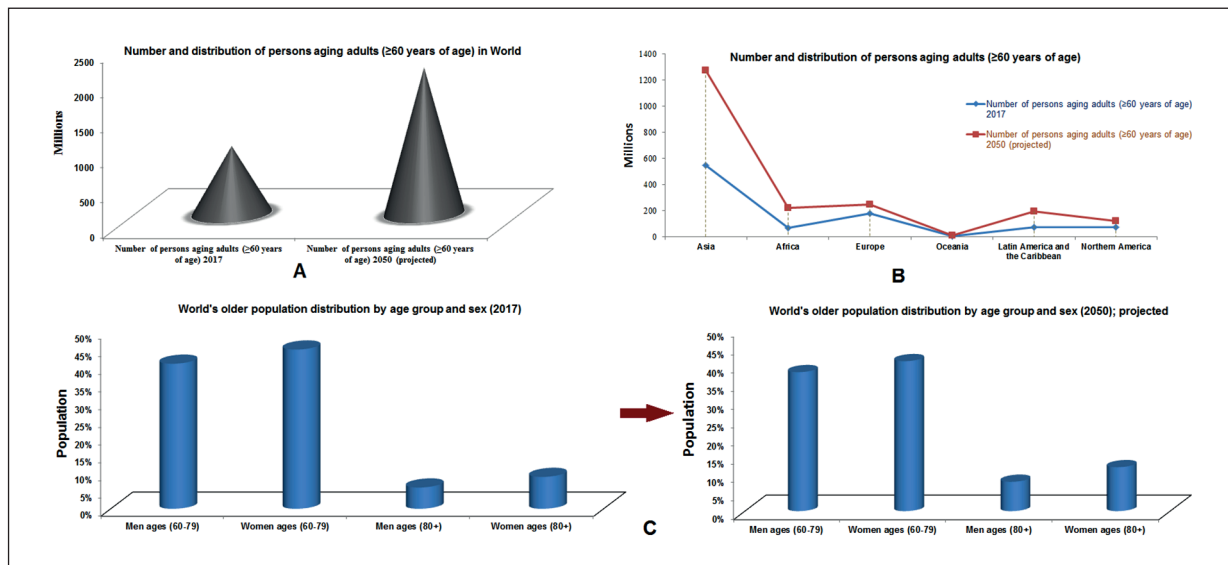 Number and distribution of persons aging adults (≥60 years of age) in World
2500
2000
1500
1000
500
0
Millions
Number of persons aging adults (≥60 years
of age) 2017
Number of persons aging adults (≥60 years
of age) 2050 (projected)
A
Number and distribution of persons aging adults (≥60 years of age)
1400
1200
1000
800
600
400
200
0
Millions
Number of persons aging adults (≥60 years of age)
2017
Number of persons aging adults (≥60 years of age)
2050 (projected)
Asia
Africa
Europe
Oceania
Latin America and
the Caribbean
Northern America
B
World's older population distribution by age group and sex (2017)
50%
45%
40%
35%
30%
25%
20%
15%
10%
5%
0%
Population
Men ages (60-79)
Women ages (60-79)
Men ages (80+)
Women ages (80+)
C
World's older population distribution by age group and sex (2050); projected
50%
45%
40%
35%
30%
25%
20%
15%
10%
5%
0%
Population
Men ages (60-79)
Women ages (60-79)
Men ages (80+)
Women ages (80+)